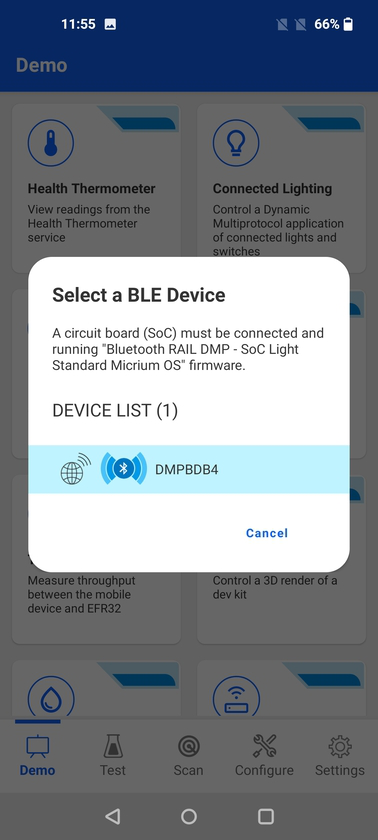 11:55
66%
Demo
Health Thermometer
View readings from the
Health Thermometer
service
Connected Lighting
Control a Dynamic
Multiprotocol application
of connected lights and
switches
Select a BLE Device
A circuit board (SoC) must be connected and
running "Bluetooth RAIL DMP - SoC Light
Standard Micrium OS" firmware.
DEVICE LIST (1)
DMPBDB4
Cancel
Measure throughput
between the mobile
device and EFR32
Control a 3D render of a
dev kit
Demo
Test
Scan
Configure
Settings